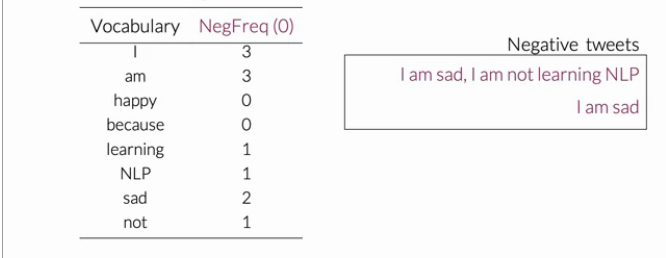 Vocabulary NegFreq (0)
I 3
am 3
happy 0
because 0
learning 1
NLP 1
sad 2
not 1
Negative tweets
I am sad, I am not learning NLP
I am sad